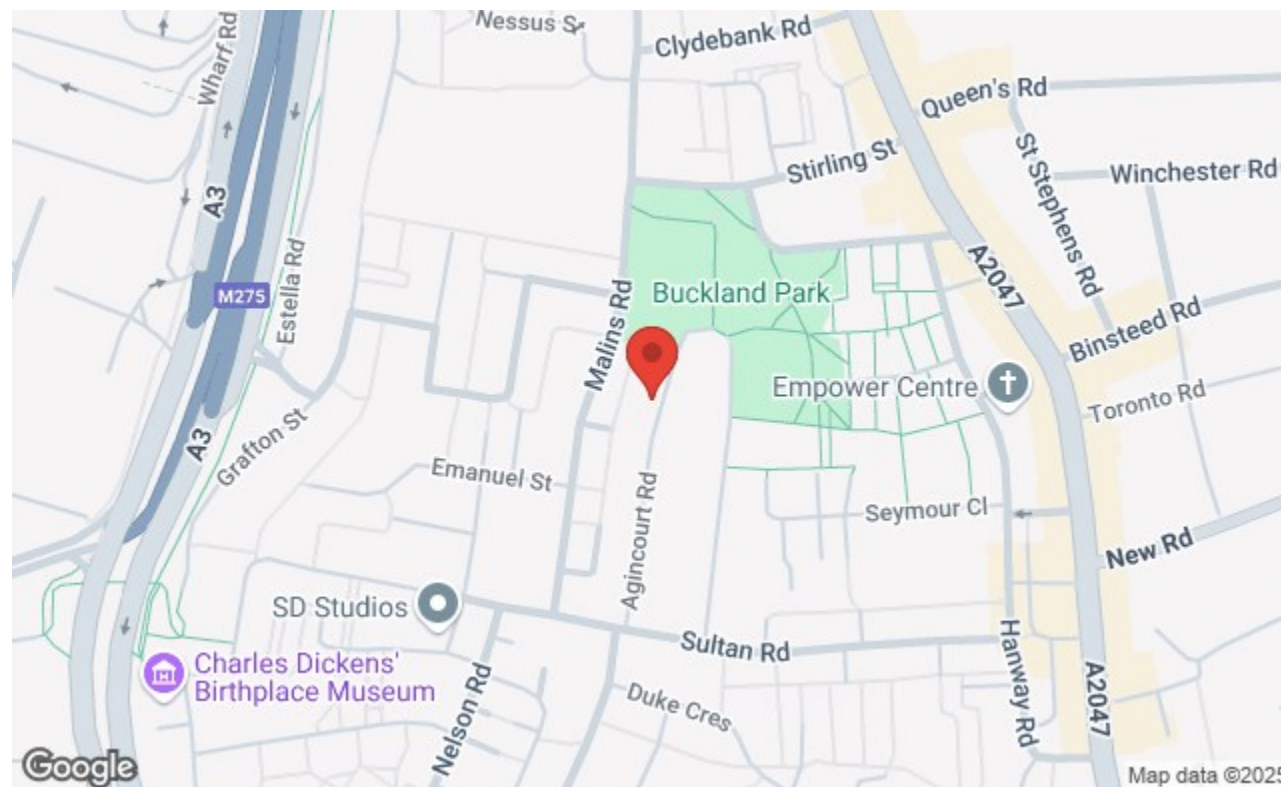 Nessus S
Clydebank Rd
Wharf Rd
Queen's Rd
Stirling St
St Stephens Rd
Winchester Rd
A3
A2047
Estella Rd
M275
Buckland Park
Malins Rd
Binsteed Rd
Empower Centre
Toronto Rd
A3
Grafton St
Emanuel St
Agincourt Rd
Seymour Cl
New Rd
SD Studios
Sultan Rd
Hanway Rd
Charles Dickens'
Birthplace Museum
Nelson Rd
Duke Cres
A2047
Google
Map data ©2025